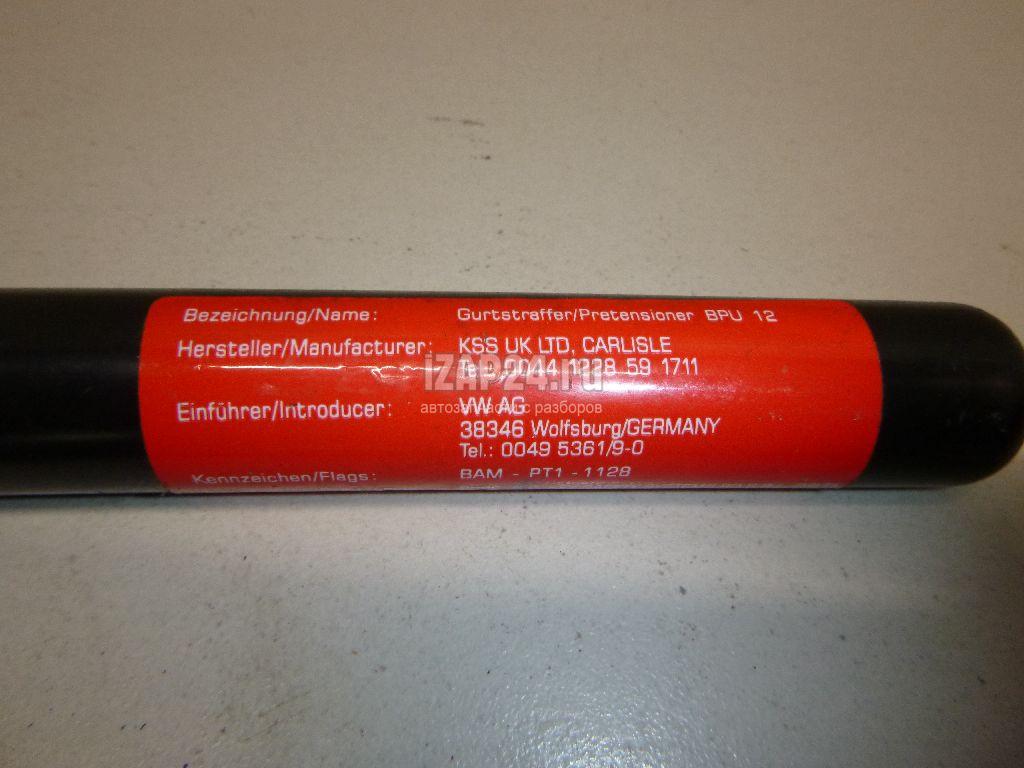 Bezeichnung/Name: Gurtstraffer/Pretensioner BPU 12
Hersteller/Manufacturer: KSS UK LTD, CARLISLE
Tel.: 0044 1228 59 1711
iZAP24.ru
автозапчасти с разборов
Einführer/Introducer: VW AG
38346 Wolfsburg/GERMANY
Tel.: 0049 5361/9-0
Kennzeichen/Flags: BAM - PT1 - 1128